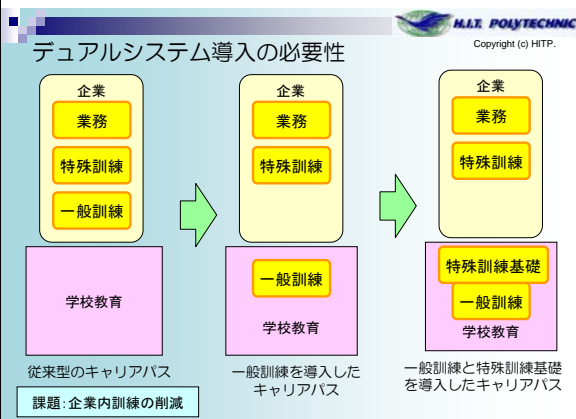 H.I.T. POLYTECHNIC
Copyright (c) HITP.
デュアルシステム導入の必要性
企業
業務
特殊訓練
一般訓練
学校教育
従来型のキャリアパス
課題:企業内訓練の削減
企業
業務
特殊訓練
一般訓練
学校教育
一般訓練を導入した
キャリアパス
企業
業務
特殊訓練
特殊訓練基礎
一般訓練
学校教育
一般訓練と特殊訓練基礎
を導入したキャリアパス